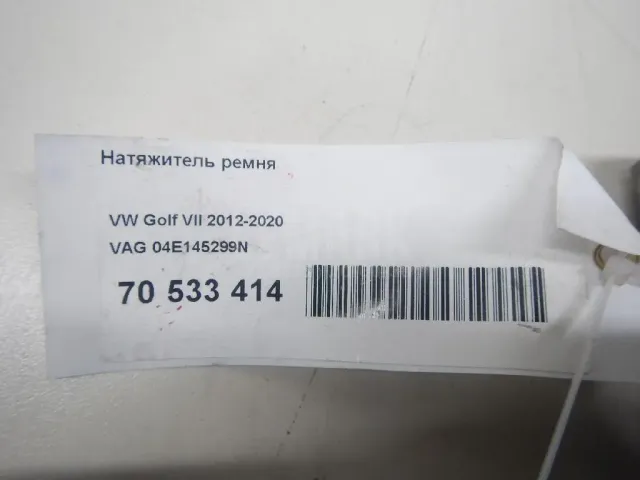 Натяжитель ремня
VW Golf VII 2012-2020
VAG 04E145299N
70 533 414